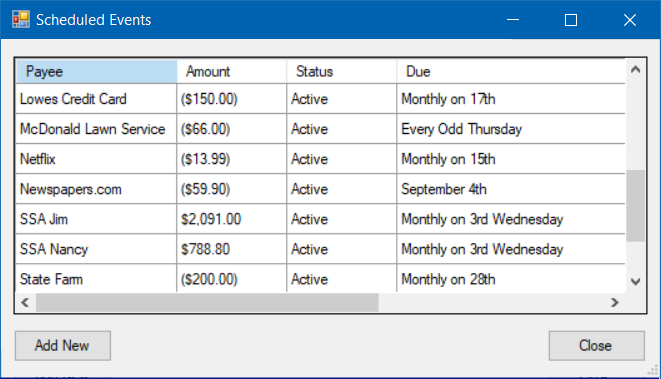 Scheduled Events
Payee Amount Status Due
Lowes Credit Card ($150.00) Active Monthly on 17th
McDonald Lawn Service ($66.00) Active Every Odd Thursday
Netflix ($13.99) Active Monthly on 15th
Newspapers.com ($59.90) Active September 4th
SSA Jim $2,091.00 Active Monthly on 3rd Wednesday
SSA Nancy $788.80 Active Monthly on 3rd Wednesday
State Farm ($200.00) Active Monthly on 28th
Add New Close